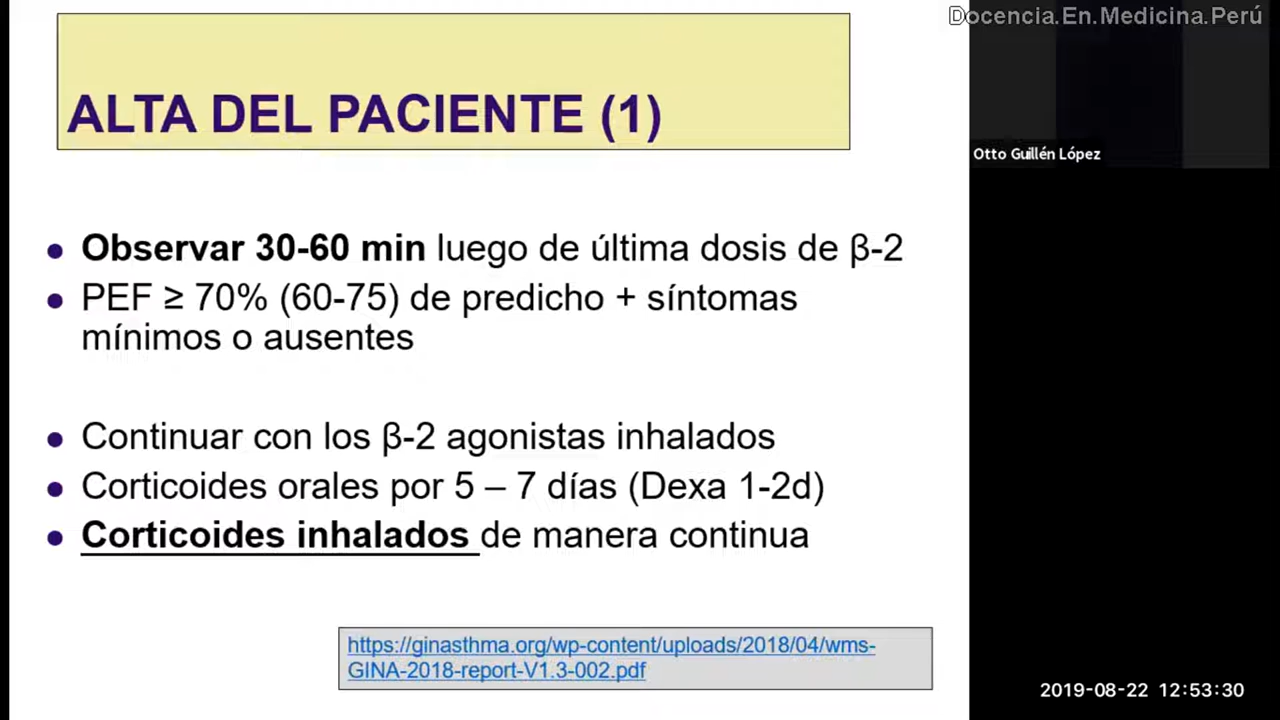 Docencia.En.Medicina.Perú
ALTA DEL PACIENTE (1)
Otto Guillén López
• Observar 30-60 min luego de última dosis de β-2
• PEF ≥ 70% (60-75) de predicho + síntomas
mínimos o ausentes
• Continuar con los β-2 agonistas inhalados
• Corticoides orales por 5 – 7 días (Dexa 1-2d)
• Corticoides inhalados de manera continua
https://ginasthma.org/wp-content/uploads/2018/04/wms-
GINA-2018-report-V1.3-002.pdf
2019-08-22 12:53:30